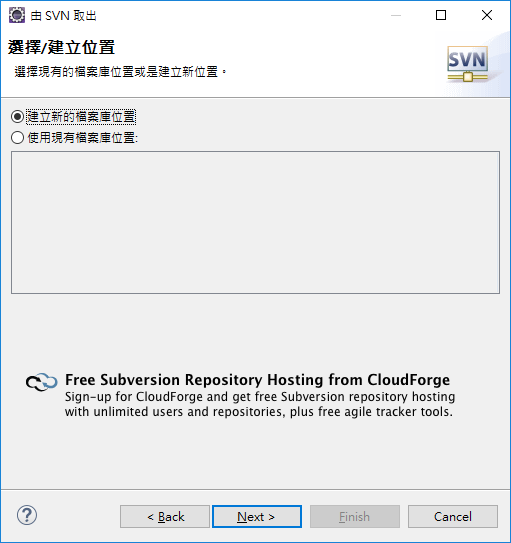 由 SVN 取出
選擇/建立位置
選擇現有的檔案庫位置或是建立新位置。
SVN
建立新的檔案庫位置
使用現有檔案庫位置:
Free Subversion Repository Hosting from CloudForge
Sign-up for CloudForge and get free Subversion repository hosting
with unlimited users and repositories, plus free agile tracker tools.
?
< Back
Next >
Finish
Cancel